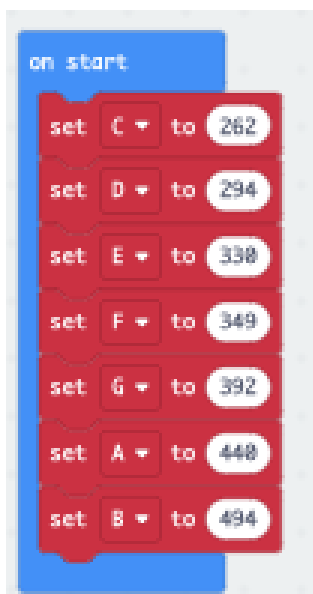 on start
set C to 262
set D to 294
set E to 330
set F to 349
set G to 392
set A to 440
set B to 494